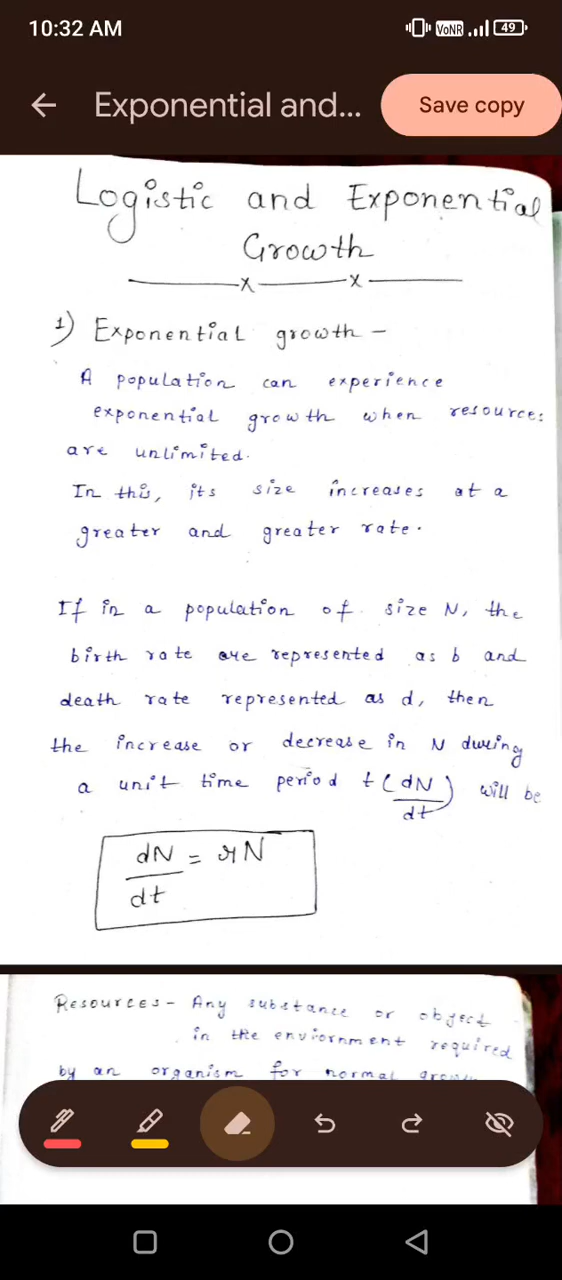 10:32 AM
VoNR
49
Exponential and...
Save copy
Logistic and Exponential
Growth
1) Exponential growth -
A population can experience
exponential growth when resources
are unlimited.
In this, its size increases at a
greater and greater rate.
If in a population of size N, the
birth rate are represented as b and
death rate represented as d, then
the increase or decrease in N during
a unit time period t (dN/dt) will be
dN/dt = rN
Resources - Any substance or object
in the enviornment required
by an organism for normal